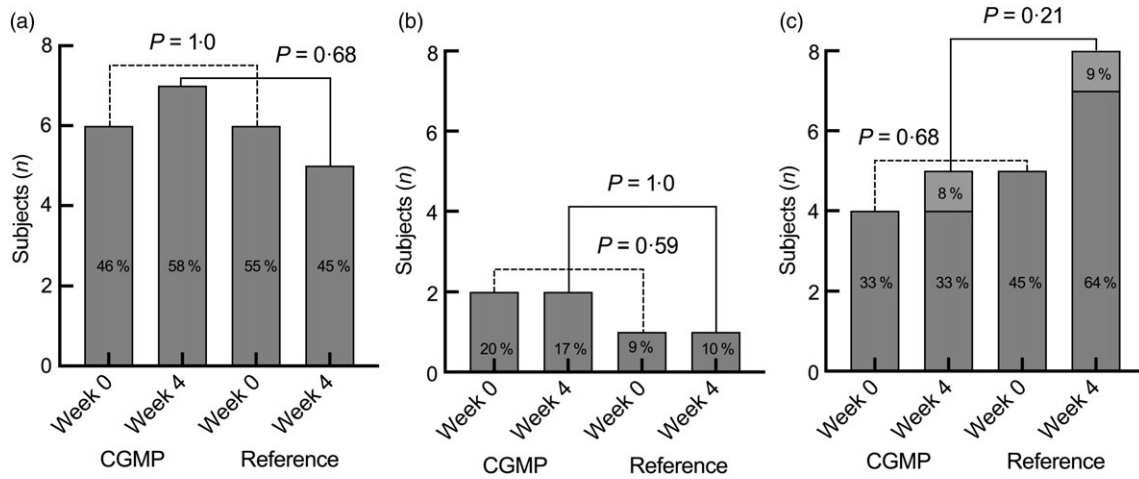 (a)
P = 1·0
P = 0·68
8
6
4
2
0
Subjects (n)
46 %
58 %
55 %
45 %
Week 0
Week 4
Week 0
Week 4
CGMP
Reference
(b)
8
6
4
2
0
Subjects (n)
P = 1·0
P = 0·59
20 %
17 %
9 %
10 %
Week 0
Week 4
Week 0
Week 4
CGMP
Reference
(c)
P = 0·21
8
6
4
2
0
Subjects (n)
P = 0·68
9 %
8 %
33 %
33 %
45 %
64 %
Week 0
Week 4
Week 0
Week 4
CGMP
Reference